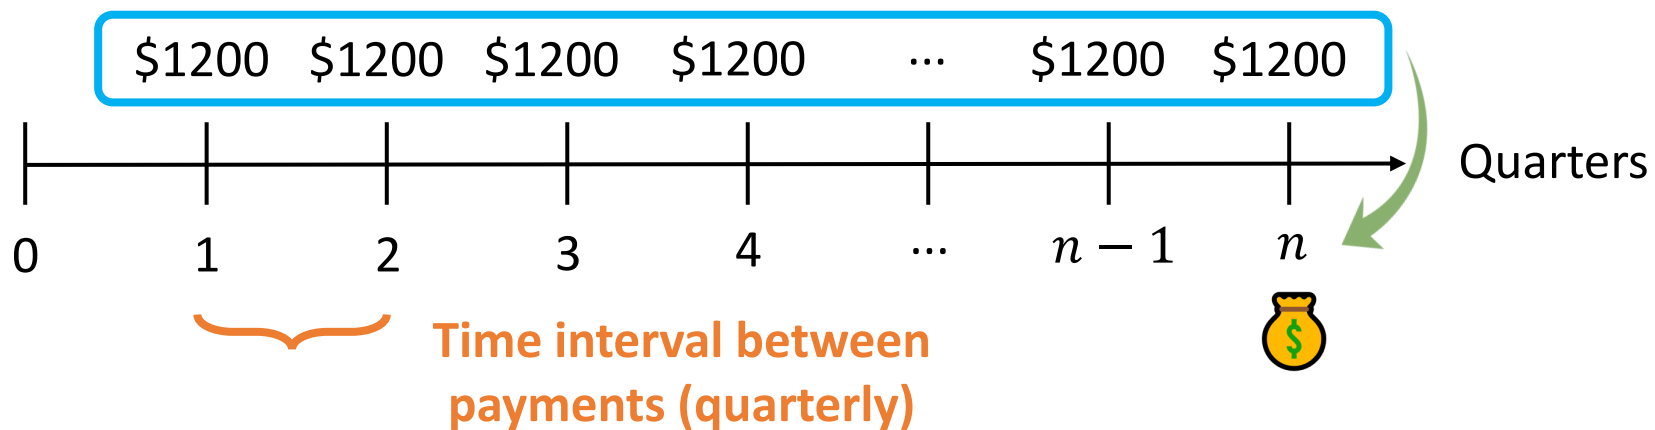 $1200 $1200 $1200 $1200 ... $1200 $1200
Quarters
0 1 2 3 4 ... n − 1 n
Time interval between
payments (quarterly)
$